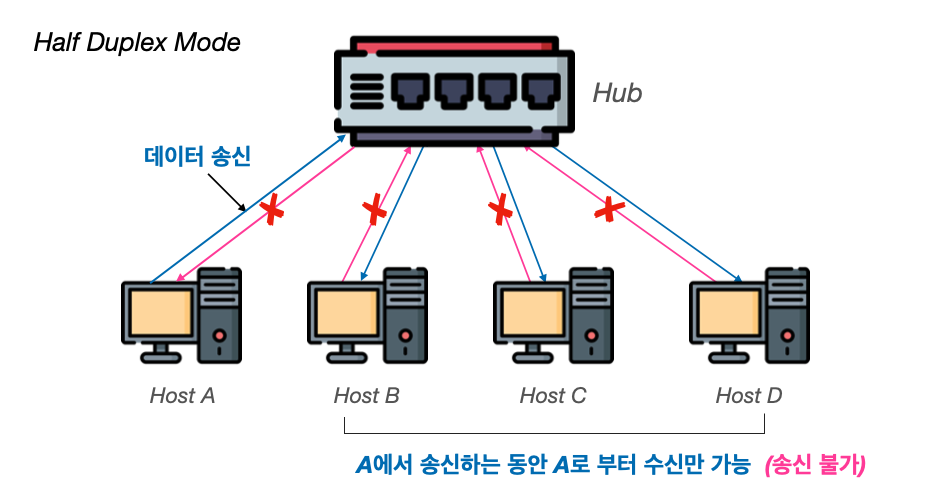 Half Duplex Mode
Hub
데이터 송신
Host A
Host B
Host C
Host D
A에서 송신하는 동안 A로 부터 수신만 가능 (송신 불가)